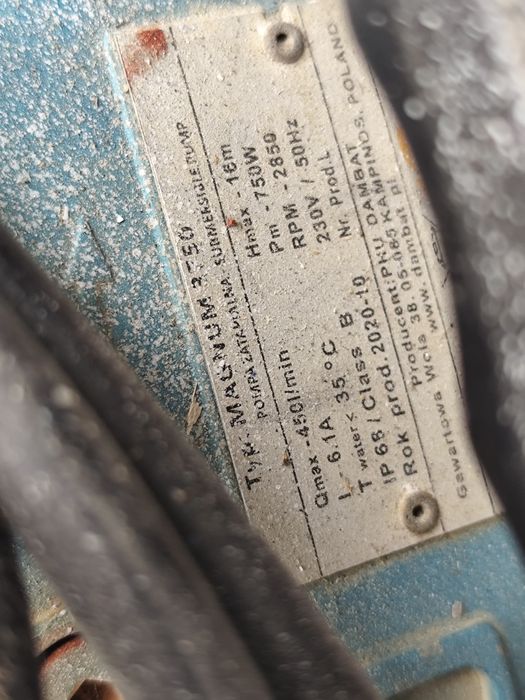 Typ. MAGNUM 2750
POMPA ZATAPIALNA SUBMERSIBLE PUMP
Qmax -450l/min Hmax -16m
I - 6.1A Pm -750W
T water < 35 °C RPM -2850
IP 68 / Class B 230V / 50Hz
Rok prod. 2020-10 Nr. Prod.L
Producent:PHU DAMBAT
38, 05-085 KAMPINOS, POLAND
Gawartowa Wola www.dambat.pl